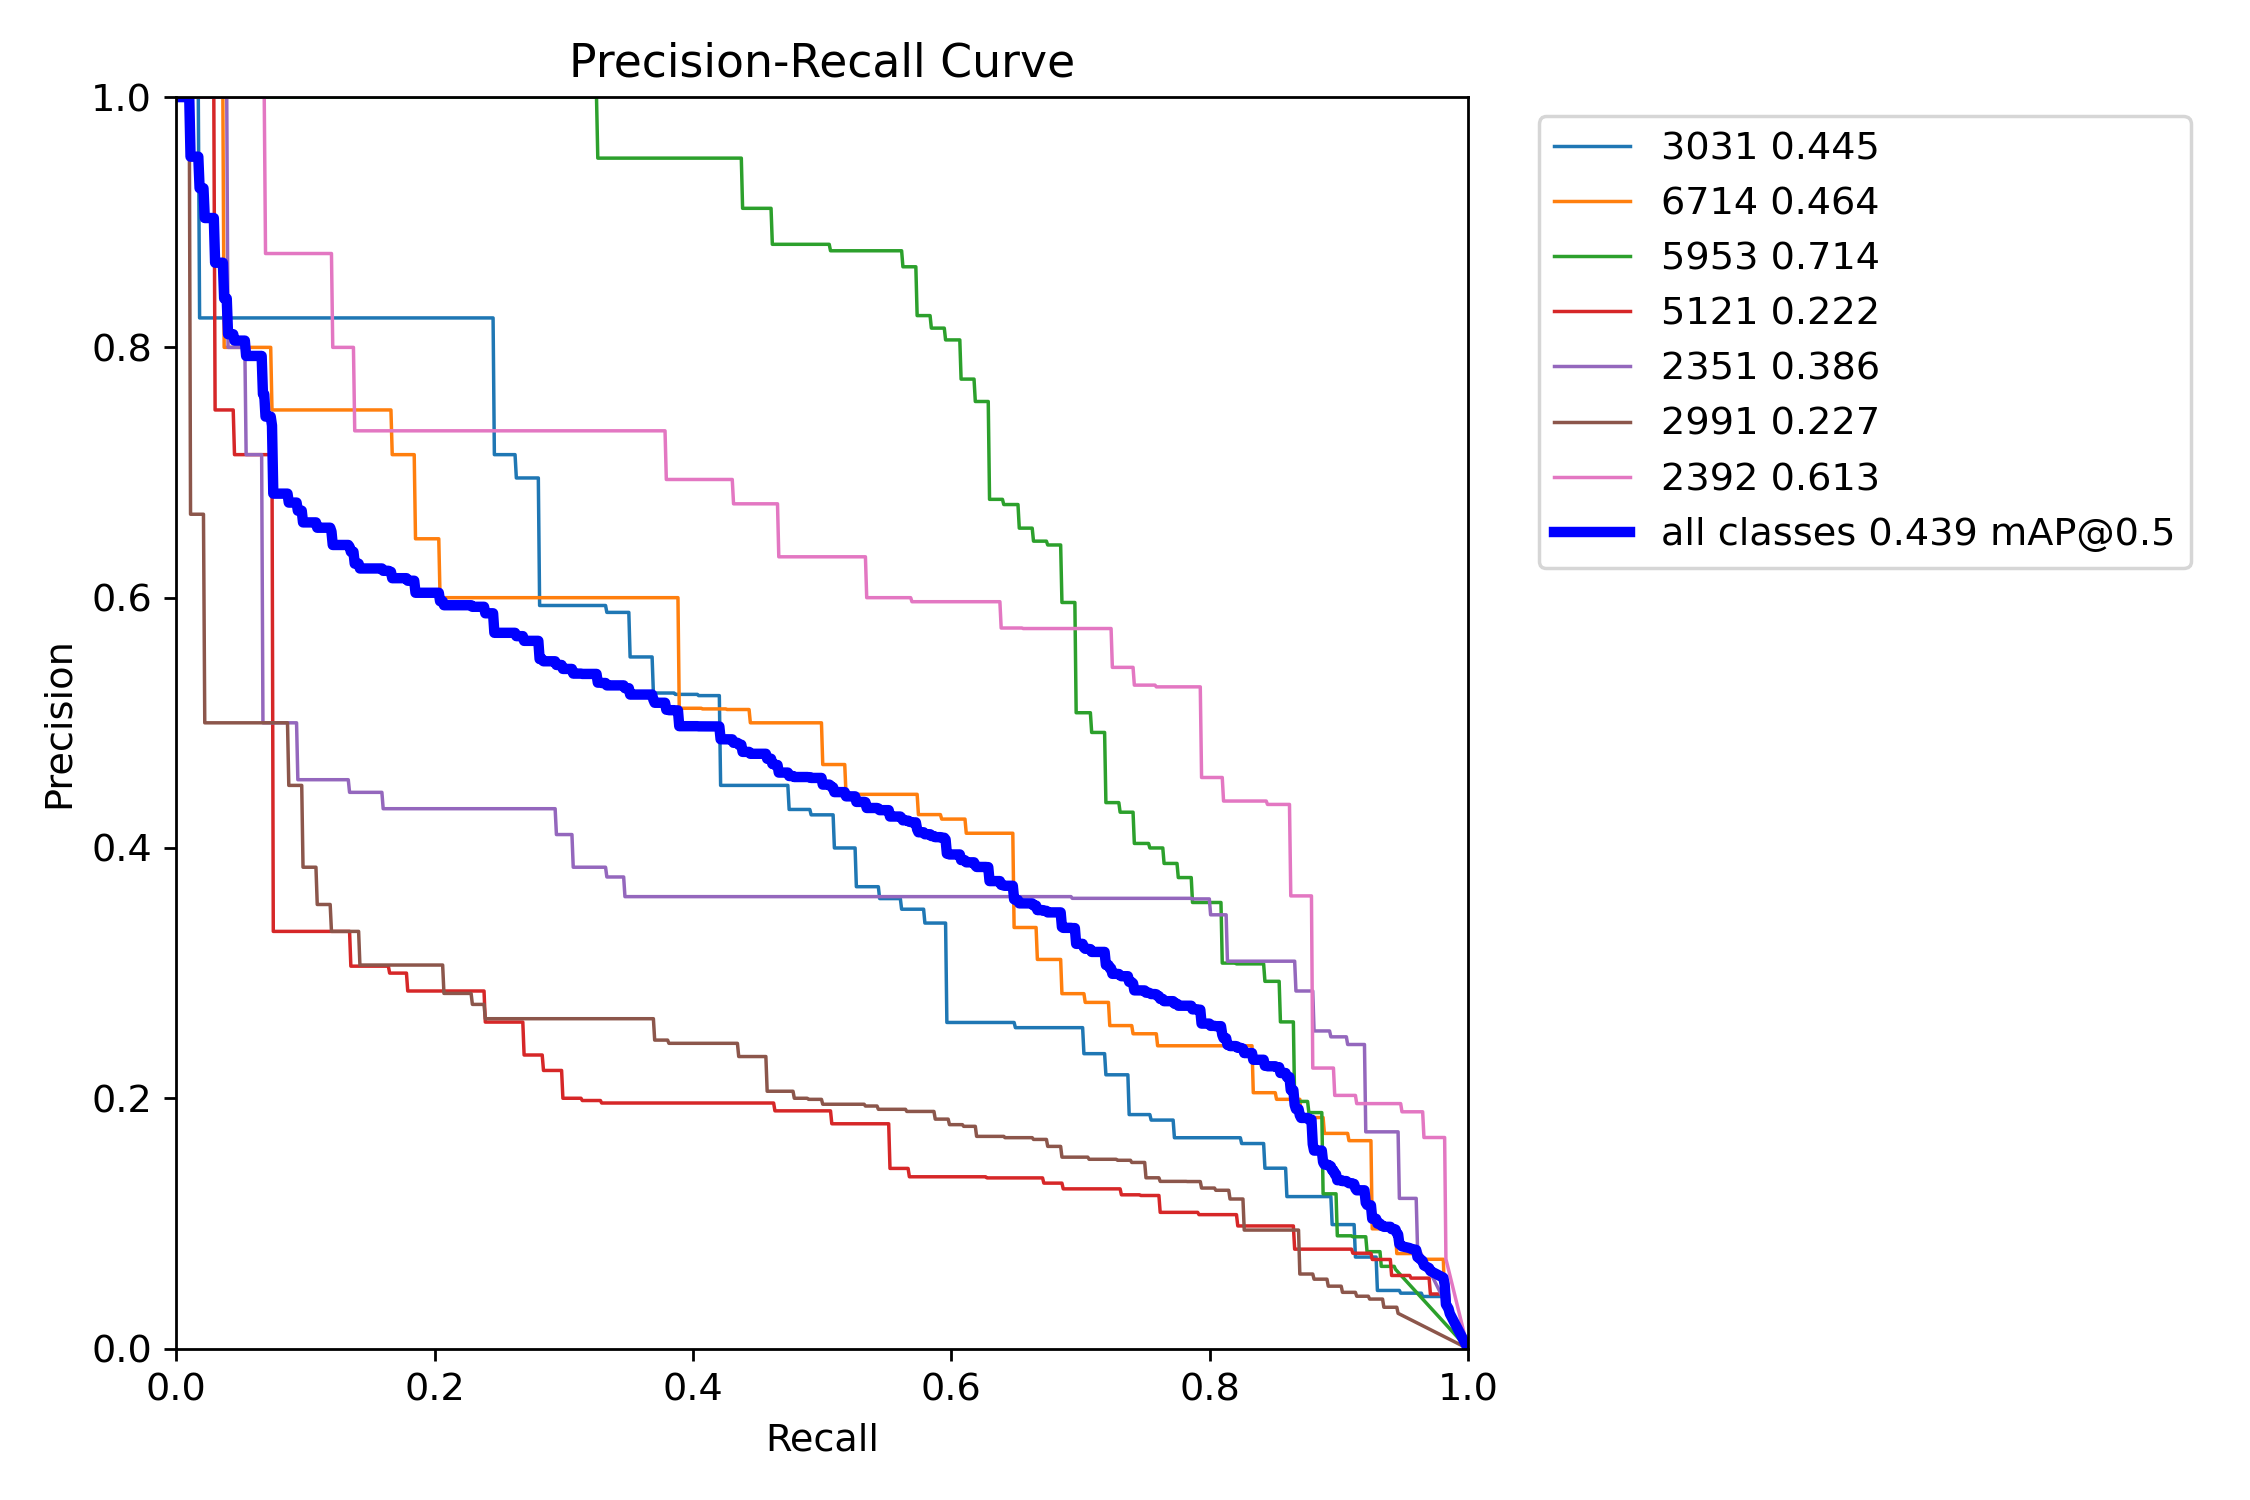 Precision-Recall Curve
1.0
0.8
0.6
0.4
0.2
0.0
Precision
0.0 0.2 0.4 0.6 0.8 1.0
Recall
3031 0.445
6714 0.464
5953 0.714
5121 0.222
2351 0.386
2991 0.227
2392 0.613
all classes 0.439 mAP@0.5